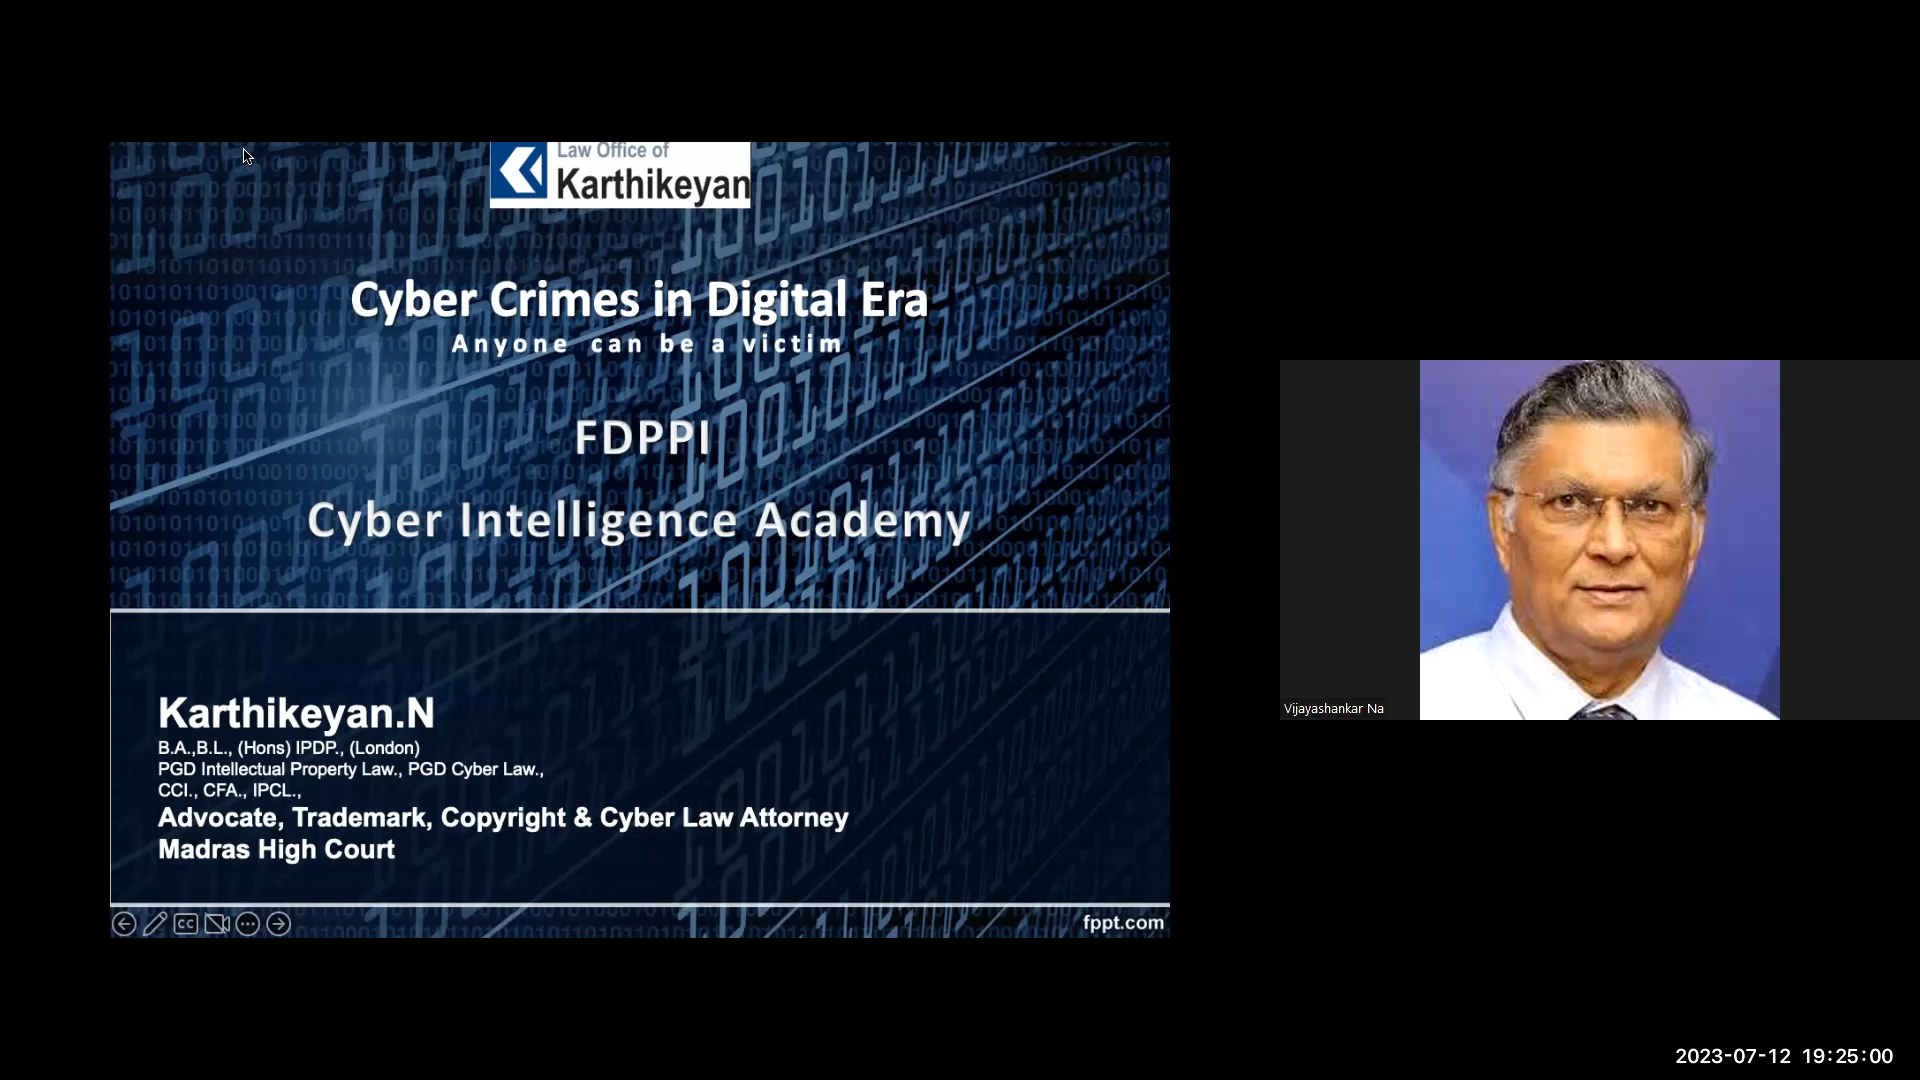 Law Office of
Karthikeyan
Cyber Crimes in Digital Era
Anyone can be a victim
FDPPI
Cyber Intelligence Academy
Karthikeyan.N
B.A.,B.L., (Hons) IPDP., (London)
PGD Intellectual Property Law., PGD Cyber Law.,
CCI., CFA., IPCL.,
Advocate, Trademark, Copyright & Cyber Law Attorney
Madras High Court
CC
fppt.com
Vijayashankar Na
2023-07-12 19:25:00